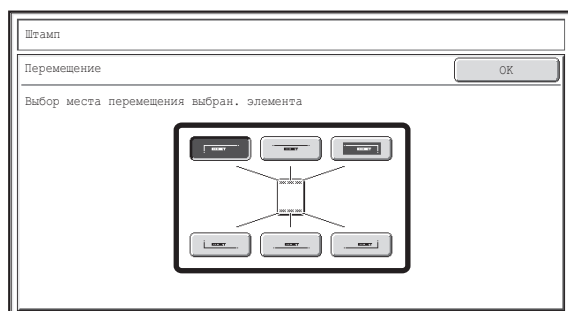 Штамп
Перемещение
OK
Выбор места перемещения выбран. элемента